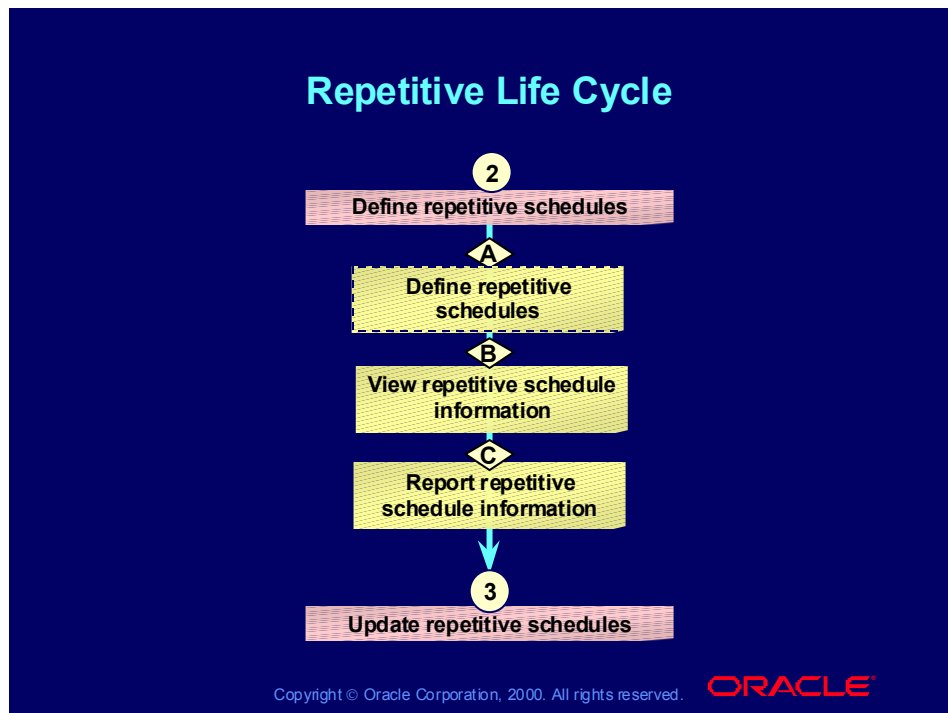 Repetitive Life Cycle
2
Define repetitive schedules
A
Define repetitive
schedules
B
View repetitive schedule
information
C
Report repetitive
schedule information
3
Update repetitive schedules
Copyright © Oracle Corporation, 2000. All rights reserved.
ORACLE®